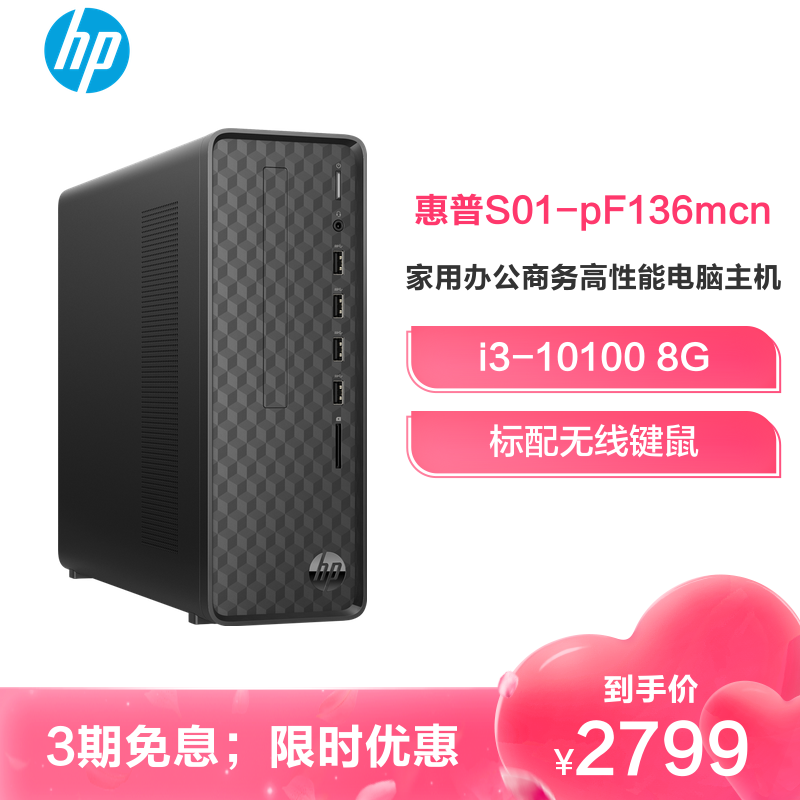 hp
惠普S01-pF136mcn
家用办公商务高性能电脑主机
i3-10100 8G
标配无线键鼠
hp
到手价
3期免息；限时优惠
¥2799